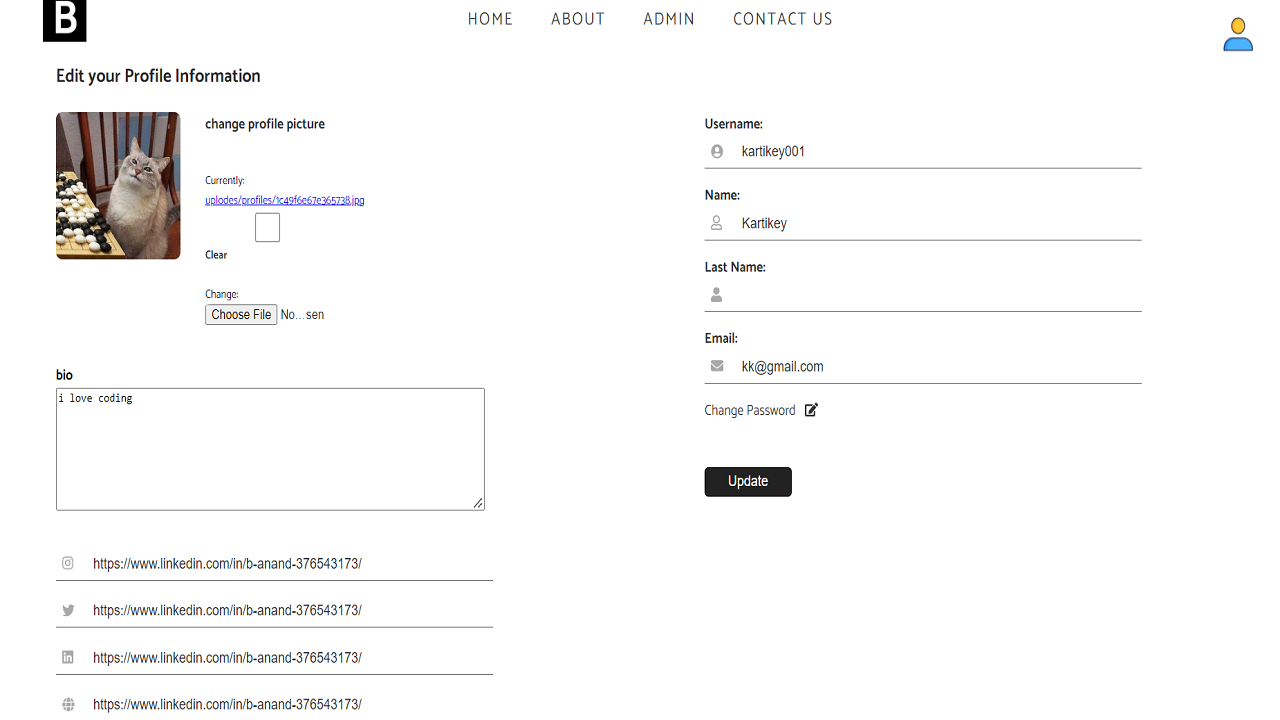 B
HOME ABOUT ADMIN CONTACT US
Edit your Profile Information
change profile picture
Currently:
uplodes/profiles/1c49f6e67e365738.jpg
Clear
Change:
Choose File No...sen
bio
i love coding
https://www.linkedin.com/in/b-anand-376543173/
https://www.linkedin.com/in/b-anand-376543173/
https://www.linkedin.com/in/b-anand-376543173/
https://www.linkedin.com/in/b-anand-376543173/
Username:
kartikey001
Name:
Kartikey
Last Name:
Email:
kk@gmail.com
Change Password
Update